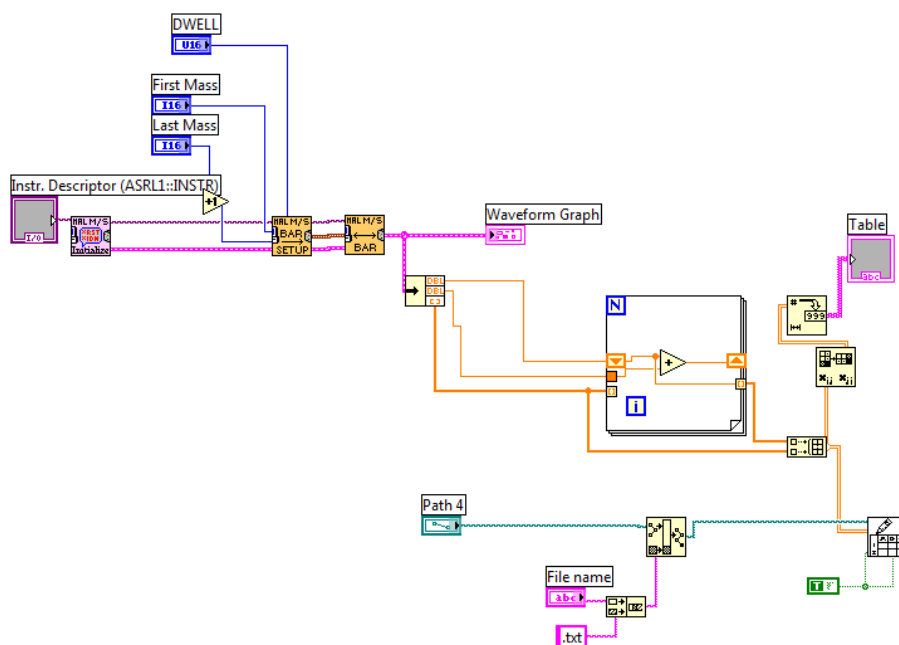 DWELL
U16
First Mass
I16
Last Mass
I16
Instr. Descriptor (ASRL1::INSTR)
+1
I/O
HAL M/S
Initialize
HAL M/S
BAR
SETUP
HAL M/S
BAR
Waveform Graph
Table
abc
DBL
DBL
N
#
999
+
i
Path 4
File name
abc
.txt
T F